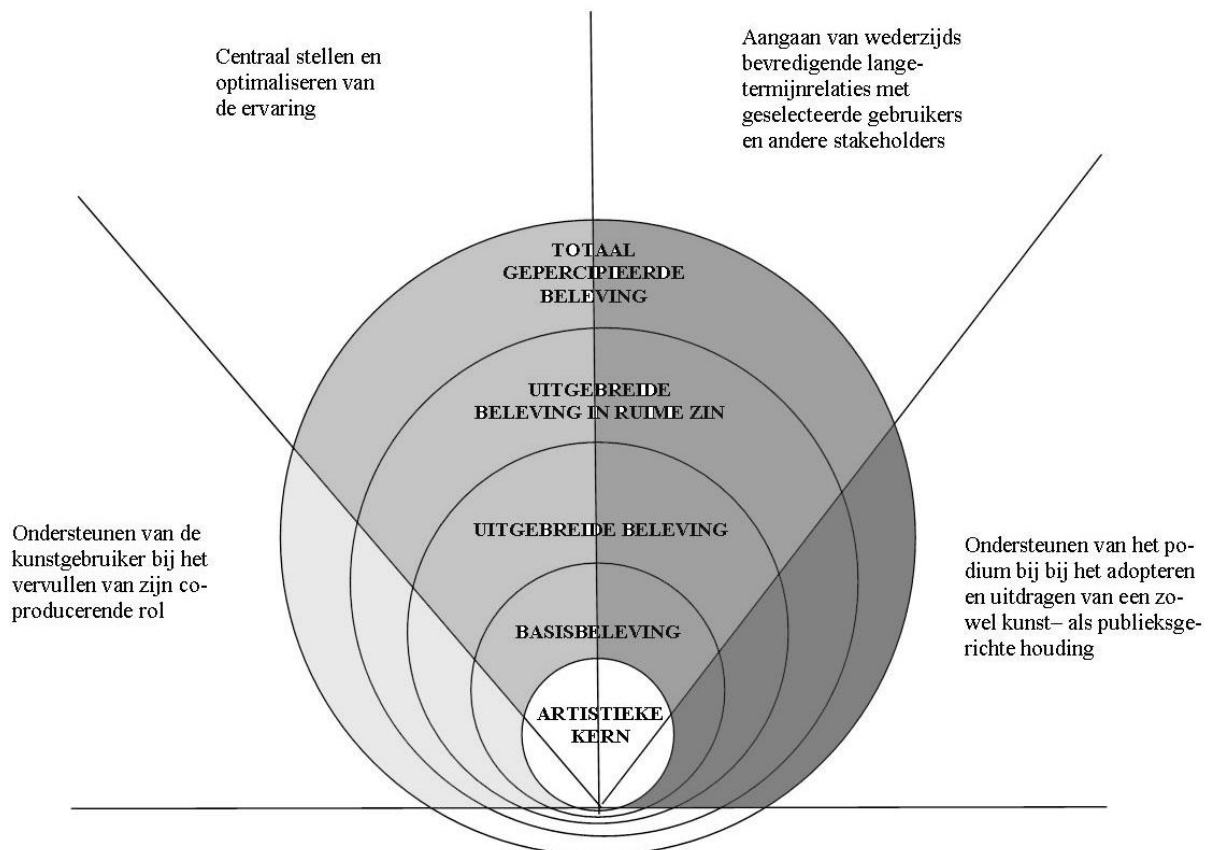 Centraal stellen en
optimaliseren van
de ervaring
Aangaan van wederzijds
bevredigende lange-
termijnrelaties met
geselecteerde gebruikers
en andere stakeholders
TOTAAL
GEPERCIPIEERDE
BELEVING
UITGEBREIDE
BELEVING IN RUIME ZIN
UITGEBREIDE BELEVING
BASISBELEVING
ARTISTIEKE
KERN
Ondersteunen van de
kunstgebruiker bij het
vervullen van zijn co-
producerende rol
Ondersteunen van het po-
dium bij bij het adopteren
en uitdragen van een zo-
wel kunst– als publieksge-
richte houding